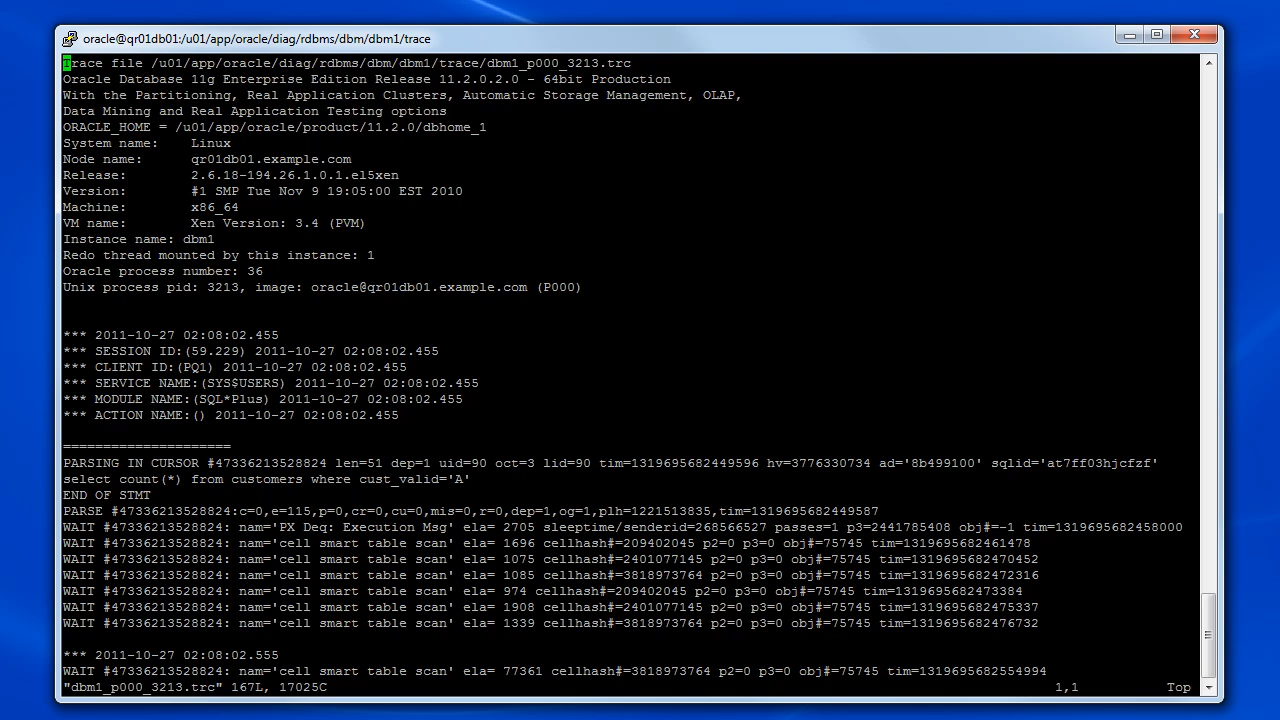 oracle@qr01db01:/u01/app/oracle/diag/rdbms/dbm/dbm1/trace
Trace file /u01/app/oracle/diag/rdbms/dbm/dbm1/trace/dbm1_p000_3213.trc
Oracle Database 11g Enterprise Edition Release 11.2.0.2.0 - 64bit Production
With the Partitioning, Real Application Clusters, Automatic Storage Management, OLAP,
Data Mining and Real Application Testing options
ORACLE_HOME = /u01/app/oracle/product/11.2.0/dbhome_1
System name:    Linux
Node name:      qr01db01.example.com
Release:        2.6.18-194.26.1.0.1.el5xen
Version:        #1 SMP Tue Nov 9 19:05:00 EST 2010
Machine:        x86_64
VM name:        Xen Version: 3.4 (PVM)
Instance name: dbm1
Redo thread mounted by this instance: 1
Oracle process number: 36
Unix process pid: 3213, image: oracle@qr01db01.example.com (P000)
*** 2011-10-27 02:08:02.455
*** SESSION ID:(59.229) 2011-10-27 02:08:02.455
*** CLIENT ID:(PQ1) 2011-10-27 02:08:02.455
*** SERVICE NAME:(SYS$USERS) 2011-10-27 02:08:02.455
*** MODULE NAME:(SQL*Plus) 2011-10-27 02:08:02.455
*** ACTION NAME:() 2011-10-27 02:08:02.455
=====================
PARSING IN CURSOR #47336213528824 len=51 dep=1 uid=90 oct=3 lid=90 tim=1319695682449596 hv=3776330734 ad='8b499100' sqlid='at7ff03hjcfzf'
select count(*) from customers where cust_valid='A'
END OF STMT
PARSE #47336213528824:c=0,e=115,p=0,cr=0,cu=0,mis=0,r=0,dep=1,og=1,plh=1221513835,tim=1319695682449587
WAIT #47336213528824: nam='PX Deq: Execution Msg' ela= 2705 sleeptime/senderid=268566527 passes=1 p3=2441785408 obj#=-1 tim=1319695682458000
WAIT #47336213528824: nam='cell smart table scan' ela= 1696 cellhash#=209402045 p2=0 p3=0 obj#=75745 tim=1319695682461478
WAIT #47336213528824: nam='cell smart table scan' ela= 1075 cellhash#=2401077145 p2=0 p3=0 obj#=75745 tim=1319695682470452
WAIT #47336213528824: nam='cell smart table scan' ela= 1085 cellhash#=3818973764 p2=0 p3=0 obj#=75745 tim=1319695682472316
WAIT #47336213528824: nam='cell smart table scan' ela= 974 cellhash#=209402045 p2=0 p3=0 obj#=75745 tim=1319695682473384
WAIT #47336213528824: nam='cell smart table scan' ela= 1908 cellhash#=2401077145 p2=0 p3=0 obj#=75745 tim=1319695682475337
WAIT #47336213528824: nam='cell smart table scan' ela= 1339 cellhash#=3818973764 p2=0 p3=0 obj#=75745 tim=1319695682476732
*** 2011-10-27 02:08:02.555
WAIT #47336213528824: nam='cell smart table scan' ela= 77361 cellhash#=3818973764 p2=0 p3=0 obj#=75745 tim=1319695682554994
"dbm1_p000_3213.trc" 167L, 17025C    1,1    Top